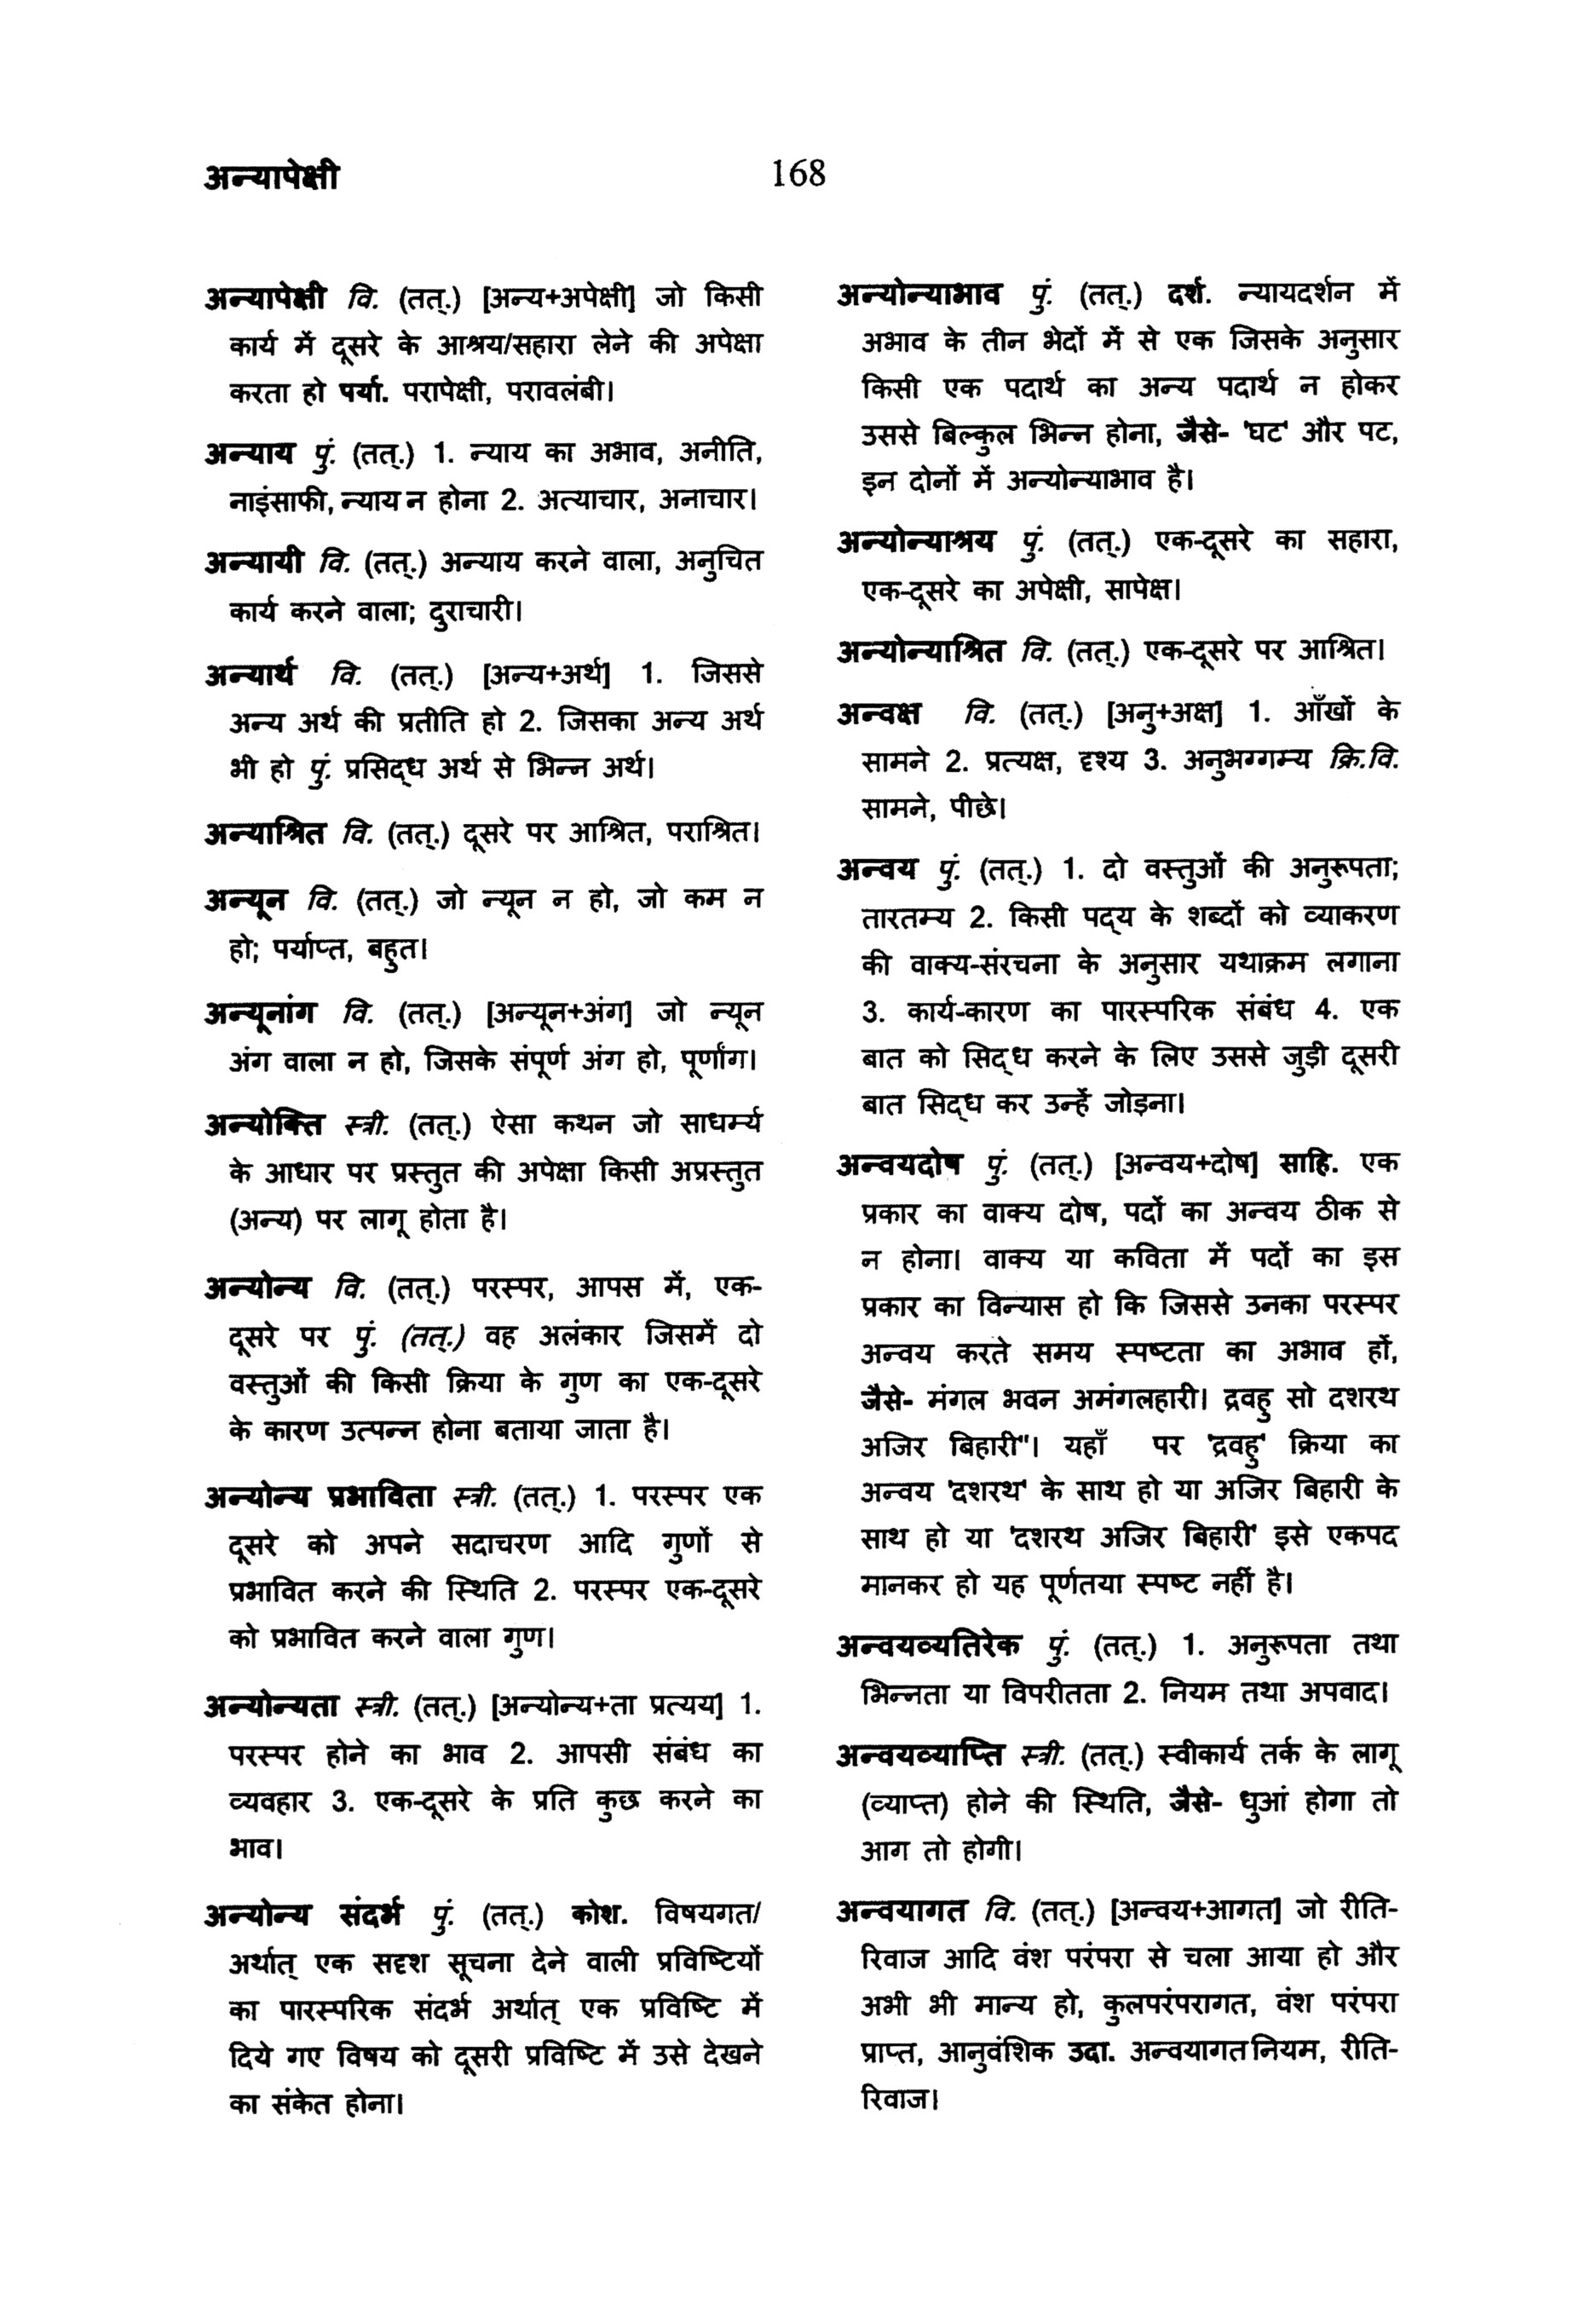 अन्यापेक्षी
168
अन्यापेक्षी वि. (तत्.) [अन्य+अपेक्षी] जो किसी
कार्य में दूसरे के आश्रय/सहारा लेने की अपेक्षा
करता हो पर्या. परापेक्षी, परावलंबी।
अन्याय पुं. (तत्.) 1. न्याय का अभाव, अनीति,
नाइंसाफी, न्याय न होना 2. अत्याचार, अनाचार।
अन्यायी वि. (तत्.) अन्याय करने वाला, अनुचित
कार्य करने वाला; दुराचारी।
अन्यार्थ वि. (तत्.) [अन्य+अर्थ] 1. जिससे
अन्य अर्थ की प्रतीति हो 2. जिसका अन्य अर्थ
भी हो पुं. प्रसिद्ध अर्थ से भिन्न अर्थ।
अन्याश्रित वि. (तत्.) दूसरे पर आश्रित, पराश्रित।
अन्यून वि. (तत्.) जो न्यून न हो, जो कम न
हो; पर्याप्त, बहुत।
अन्यूनांग वि. (तत्.) [अन्यून+अंग] जो न्यून
अंग वाला न हो, जिसके संपूर्ण अंग हो, पूर्णांग।
अन्योक्ति स्त्री. (तत्.) ऐसा कथन जो साधर्म्य
के आधार पर प्रस्तुत की अपेक्षा किसी अप्रस्तुत
(अन्य) पर लागू होता है।
अन्योन्य वि. (तत्.) परस्पर, आपस में, एक-
दूसरे पर पुं. (तत्.) वह अलंकार जिसमें दो
वस्तुओं की किसी क्रिया के गुण का एक-दूसरे
के कारण उत्पन्न होना बताया जाता है।
अन्योन्य प्रभाविता स्त्री. (तत्.) 1. परस्पर एक
दूसरे को अपने सदाचरण आदि गुणों से
प्रभावित करने की स्थिति 2. परस्पर एक-दूसरे
को प्रभावित करने वाला गुण।
अन्योन्यता स्त्री. (तत्.) [अन्योन्य+ता प्रत्यय] 1.
परस्पर होने का भाव 2. आपसी संबंध का
व्यवहार 3. एक-दूसरे के प्रति कुछ करने का
भाव।
अन्योन्य संदर्भ पुं. (तत्.) कोश. विषयगत/
अर्थात् एक सदृश सूचना देने वाली प्रविष्टियों
का पारस्परिक संदर्भ अर्थात् एक प्रविष्टि में
दिये गए विषय को दूसरी प्रविष्टि में उसे देखने
का संकेत होना।
अन्योन्याभाव पुं. (तत्.) दर्श. न्यायदर्शन में
अभाव के तीन भेदों में से एक जिसके अनुसार
किसी एक पदार्थ का अन्य पदार्थ न होकर
उससे बिल्कुल भिन्न होना, जैसे- 'घट' और पट,
इन दोनों में अन्योन्याभाव है।
अन्योन्याश्रय पुं. (तत्.) एक-दूसरे का सहारा,
एक-दूसरे का अपेक्षी, सापेक्ष।
अन्योन्याश्रित वि. (तत्.) एक-दूसरे पर आश्रित।
अन्वक्ष वि. (तत्.) [अनु+अक्ष] 1. आँखों के
सामने 2. प्रत्यक्ष, दृश्य 3. अनुभग्गम्य क्रि.वि.
सामने, पीछे।
अन्वय पुं. (तत्.) 1. दो वस्तुओं की अनुरूपता;
तारतम्य 2. किसी पद्य के शब्दों को व्याकरण
की वाक्य-संरचना के अनुसार यथाक्रम लगाना
3. कार्य-कारण का पारस्परिक संबंध 4. एक
बात को सिद्ध करने के लिए उससे जुड़ी दूसरी
बात सिद्ध कर उन्हें जोड़ना।
अन्वयदोष पुं. (तत्.) [अन्वय+दोष] साहि. एक
प्रकार का वाक्य दोष, पदों का अन्वय ठीक से
न होना। वाक्य या कविता में पदों का इस
प्रकार का विन्यास हो कि जिससे उनका परस्पर
अन्वय करते समय स्पष्टता का अभाव हों,
जैसे- मंगल भवन अमंगलहारी। द्रवहु सो दशरथ
अजिर बिहारी"। यहाँ पर 'द्रवहु' क्रिया का
अन्वय 'दशरथ' के साथ हो या अजिर बिहारी के
साथ हो या 'दशरथ अजिर बिहारी' इसे एकपद
मानकर हो यह पूर्णतया स्पष्ट नहीं है।
अन्वयव्यतिरेक पुं. (तत्.) 1. अनुरूपता तथा
भिन्नता या विपरीतता 2. नियम तथा अपवाद।
अन्वयव्याप्ति स्त्री. (तत्.) स्वीकार्य तर्क के लागू
(व्याप्त) होने की स्थिति, जैसे- धुआं होगा तो
आग तो होगी।
अन्वयागत वि. (तत्.) [अन्वय+आगत] जो रीति-
रिवाज आदि वंश परंपरा से चला आया हो और
अभी भी मान्य हो, कुलपरंपरागत, वंश परंपरा
प्राप्त, आनुवंशिक उदा. अन्वयागत नियम, रीति-
रिवाज।